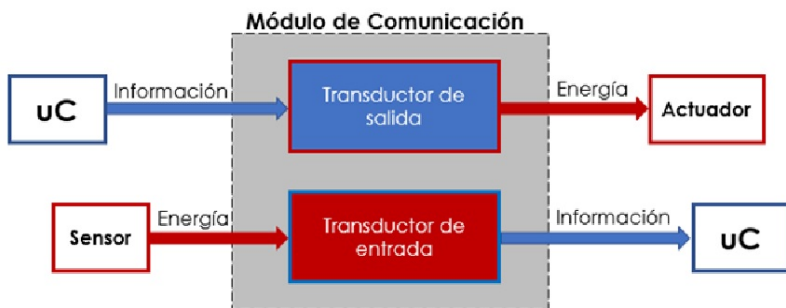 Módulo de Comunicación
uC
Información
Transductor de
salida
Energía
Actuador
Sensor
Energía
Transductor de
entrada
Información
uC